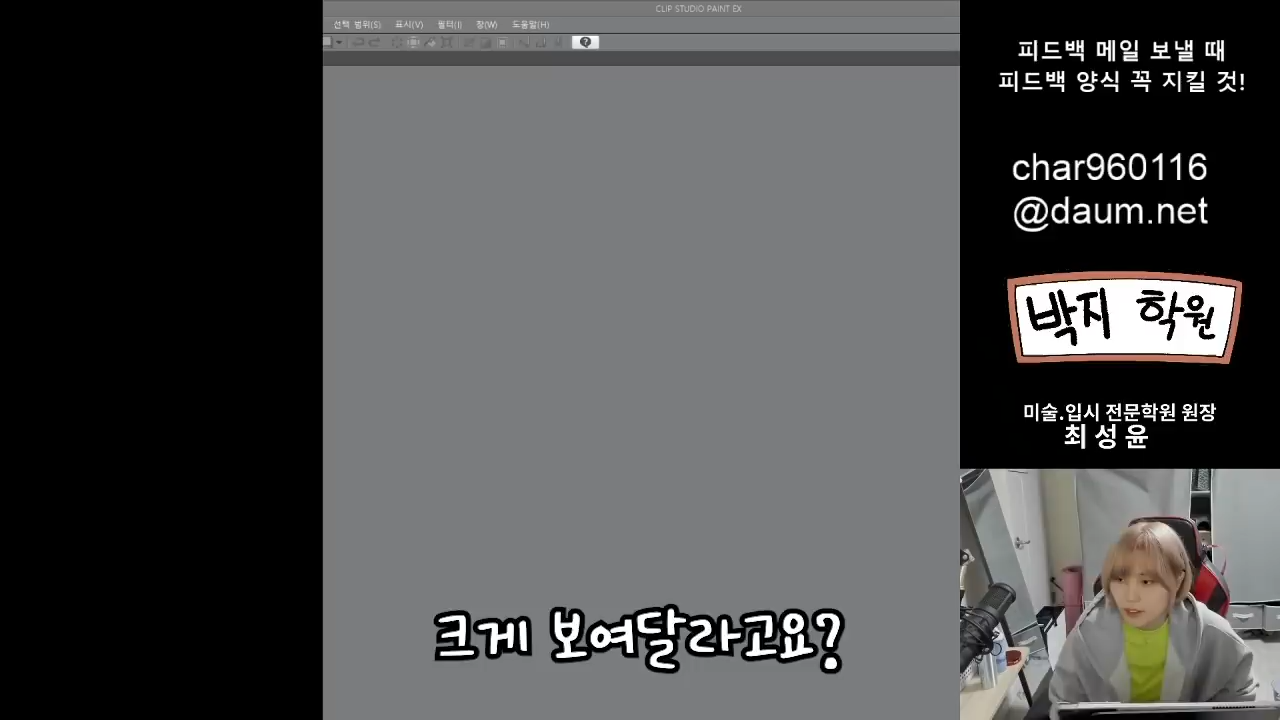 CLIP STUDIO PAINT EX
선택 범위(S) 표시(V) 필터(I) 창(W) 도움말(H)
피드백 메일 보낼 때
피드백 양식 꼭 지킬 것!
char960116
@daum.net
박지 학원
미술.입시 전문학원 원장
최성윤
크게 보여달라고요?